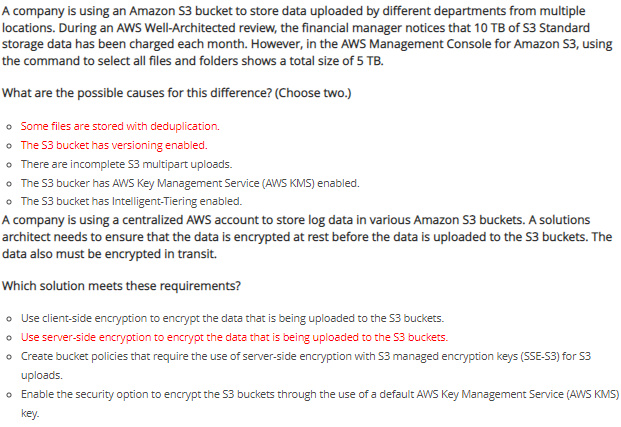 A company is using an Amazon S3 bucket to store data uploaded by different departments from multiple
locations. During an AWS Well-Architected review, the financial manager notices that 10 TB of S3 Standard
storage data has been charged each month. However, in the AWS Management Console for Amazon S3, using
the command to select all files and folders shows a total size of 5 TB.
What are the possible causes for this difference? (Choose two.)
o Some files are stored with deduplication.
o The S3 bucket has versioning enabled.
o There are incomplete S3 multipart uploads.
o The S3 bucker has AWS Key Management Service (AWS KMS) enabled.
o The S3 bucket has Intelligent-Tiering enabled.
A company is using a centralized AWS account to store log data in various Amazon S3 buckets. A solutions
architect needs to ensure that the data is encrypted at rest before the data is uploaded to the S3 buckets. The
data also must be encrypted in transit.
Which solution meets these requirements?
o Use client-side encryption to encrypt the data that is being uploaded to the S3 buckets.
o Use server-side encryption to encrypt the data that is being uploaded to the S3 buckets.
o Create bucket policies that require the use of server-side encryption with S3 managed encryption keys (SSE-S3) for S3
uploads.
o Enable the security option to encrypt the S3 buckets through the use of a default AWS Key Management Service (AWS KMS)
key.